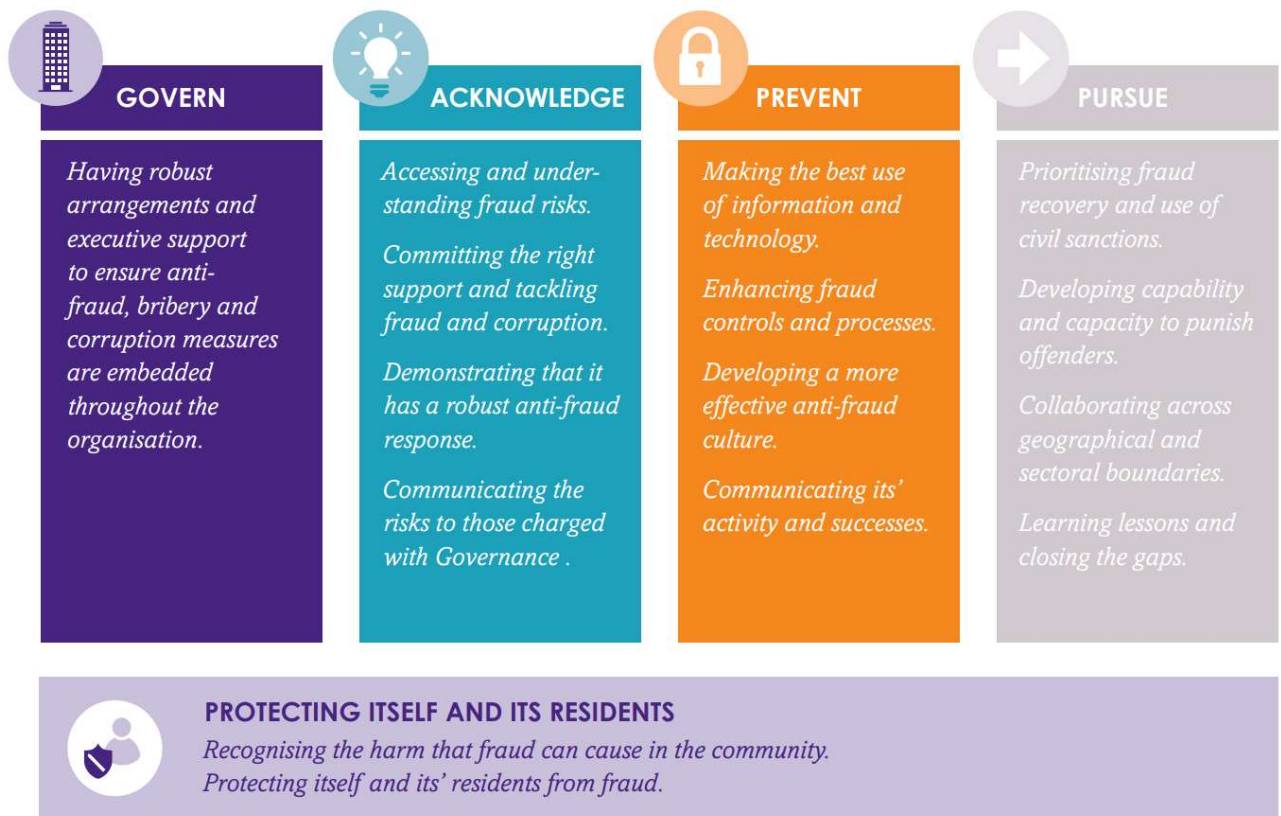 GOVERN
Having robust
arrangements and
executive support
to ensure anti-
fraud, bribery and
corruption measures
are embedded
throughout the
organisation.
ACKNOWLEDGE
Accessing and under-
standing fraud risks.
Committing the right
support and tackling
fraud and corruption.
Demonstrating that it
has a robust anti-fraud
response.
Communicating the
risks to those charged
with Governance .
PREVENT
Making the best use
of information and
technology.
Enhancing fraud
controls and processes.
Developing a more
effective anti-fraud
culture.
Communicating its’
activity and successes.
PURSUE
Prioritising fraud
recovery and use of
civil sanctions.
Developing capability
and capacity to punish
offenders.
Collaborating across
geographical and
sectoral boundaries.
Learning lessons and
closing the gaps.
PROTECTING ITSELF AND ITS RESIDENTS
Recognising the harm that fraud can cause in the community.
Protecting itself and its’ residents from fraud.